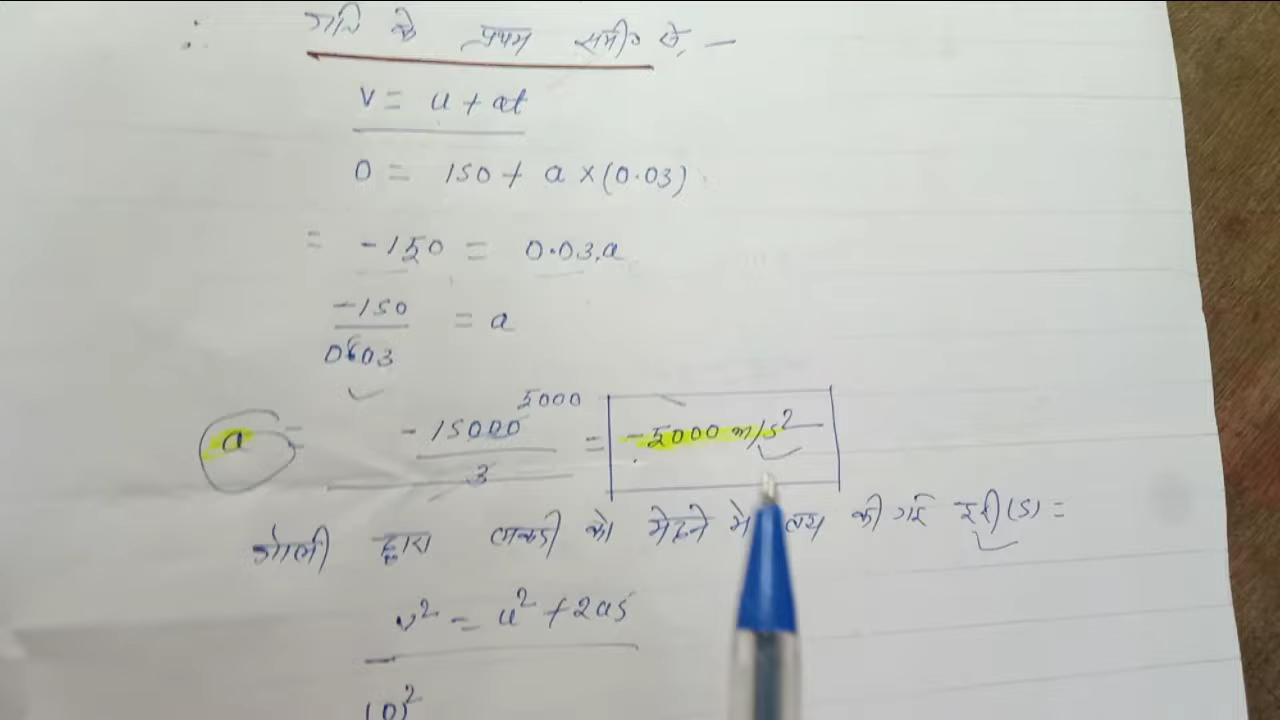 ∴ गति के प्रथम समी० से, —
v = u + at
0 = 150 + a × (0.03)
= -150 = 0.03.a
-150 / 0.03 = a
a = -15000 / 3 5000 = -5000 m/s²
गोली द्वारा लकडी को भेदने मे तय की गई दूरी (s) =
v² = u² + 2as
(0)²